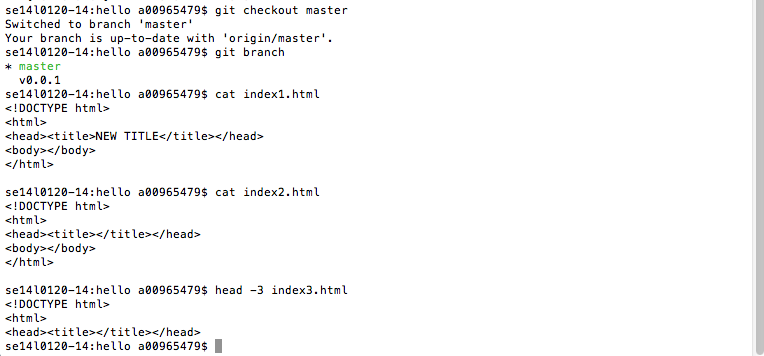 se14l0120-14:hello a00965479$ git checkout master
Switched to branch 'master'
Your branch is up-to-date with 'origin/master'.
se14l0120-14:hello a00965479$ git branch
* master
  v0.0.1
se14l0120-14:hello a00965479$ cat index1.html
<!DOCTYPE html>
<html>
<head><title>NEW TITLE</title></head>
<body></body>
</html>

se14l0120-14:hello a00965479$ cat index2.html
<!DOCTYPE html>
<html>
<head><title></title></head>
<body></body>
</html>

se14l0120-14:hello a00965479$ head -3 index3.html
<!DOCTYPE html>
<html>
<head><title></title></head>
se14l0120-14:hello a00965479$